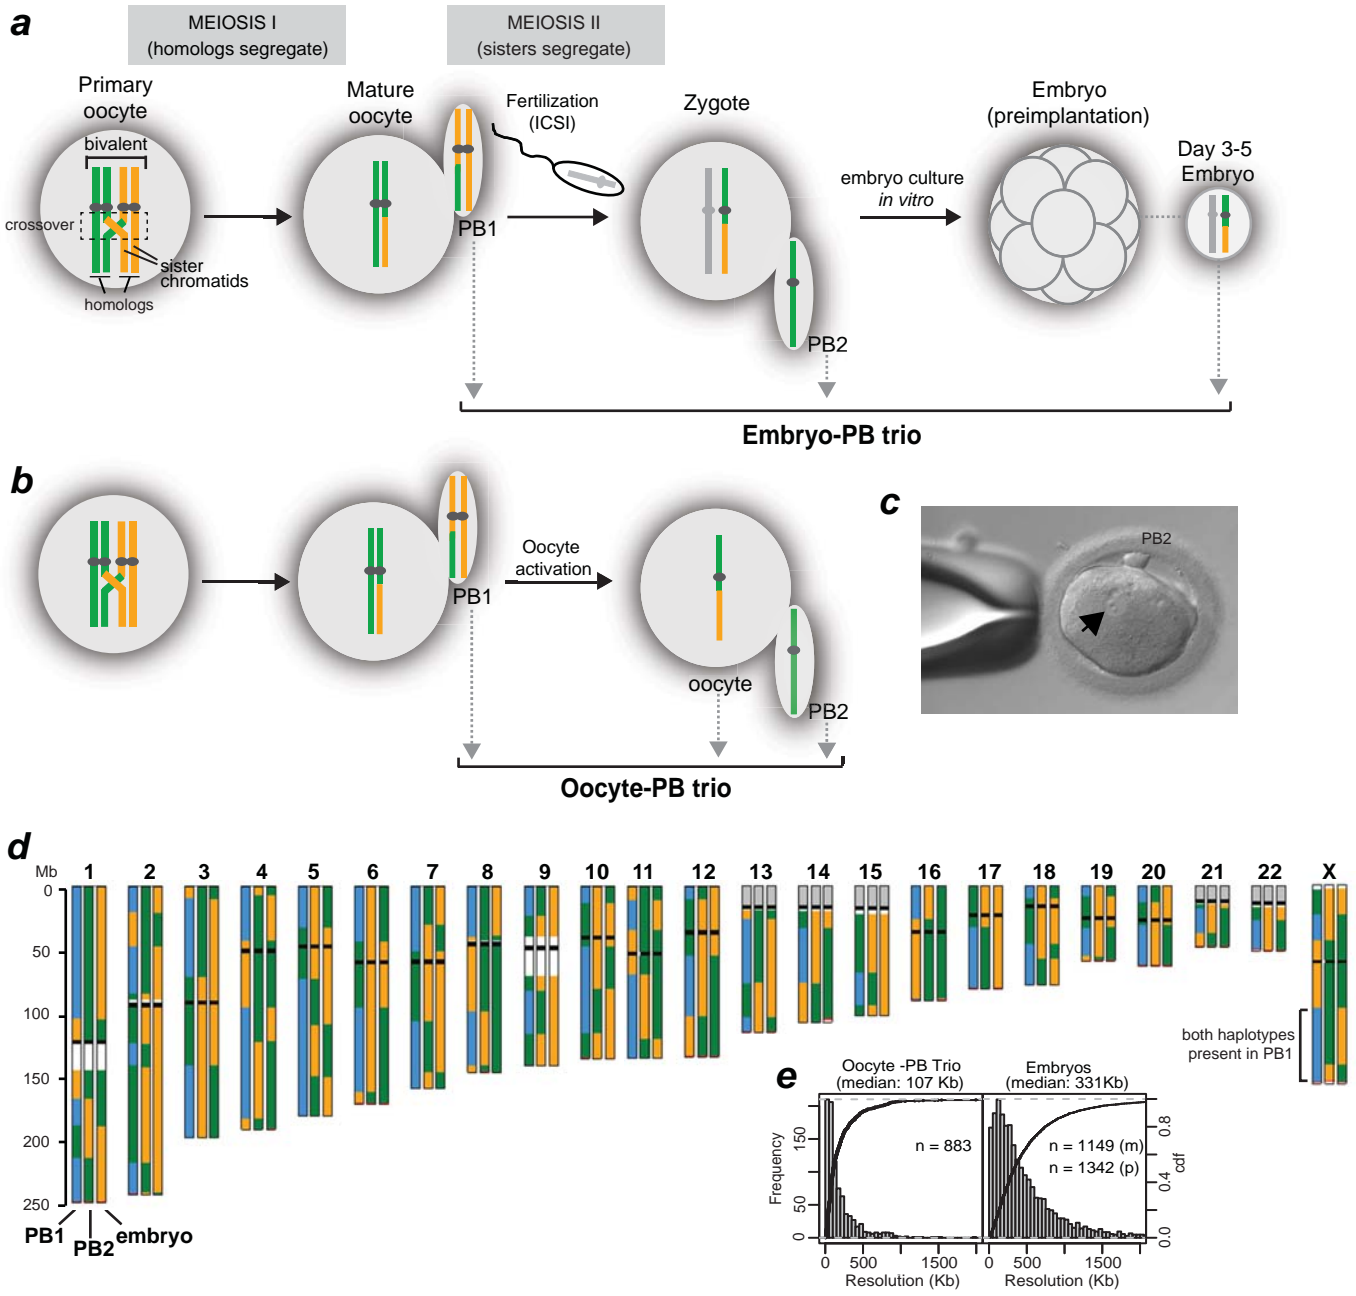 a
MEIOSIS I
(homologs segregate)
MEIOSIS II
(sisters segregate)
Primary
oocyte
bivalent
crossover
sister
chromatids
homologs
Mature
oocyte
PB1
Fertilization
(ICSI)
Zygote
PB2
embryo culture
in vitro
Embryo
(preimplantation)
Day 3-5
Embryo
Embryo-PB trio
b
PB1
Oocyte
activation
oocyte
PB2
Oocyte-PB trio
c
PB2
d
Mb
1 2 3 4 5 6 7 8 9 10 11 12 13 14 15 16 17 18 19 20 21 22 X
0
50
100
150
200
250
PB1
PB2
embryo
both haplotypes
present in PB1
e
Oocyte -PB Trio
(median: 107 Kb)
Embryos
(median: 331Kb)
n = 883
n = 1149 (m)
n = 1342 (p)
Frequency
0 50 150
cdf
0.0 0.4 0.8
0 500 1500
0 500 1500
Resolution (Kb)
Resolution (Kb)